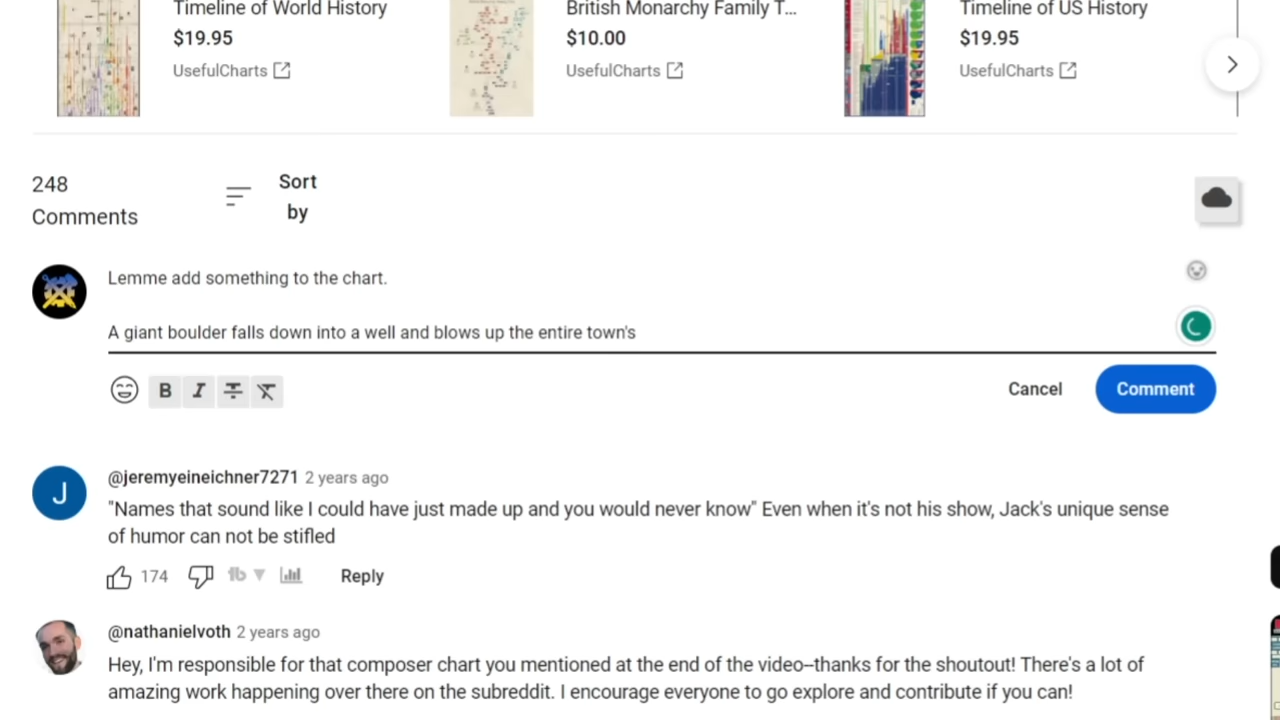 Timeline of World History
British Monarchy Family T...
Timeline of US History
$19.95
$10.00
$19.95
UsefulCharts
UsefulCharts
UsefulCharts
248
Comments
Sort
by
Lemme add something to the chart.
A giant boulder falls down into a well and blows up the entire town's
B I
Cancel
Comment
J
@jeremyeineichner7271 2 years ago
"Names that sound like I could have just made up and you would never know" Even when it's not his show, Jack's unique sense
of humor can not be stifled
174
Reply
@nathanielvoth 2 years ago
Hey, I'm responsible for that composer chart you mentioned at the end of the video--thanks for the shoutout! There's a lot of
amazing work happening over there on the subreddit. I encourage everyone to go explore and contribute if you can!